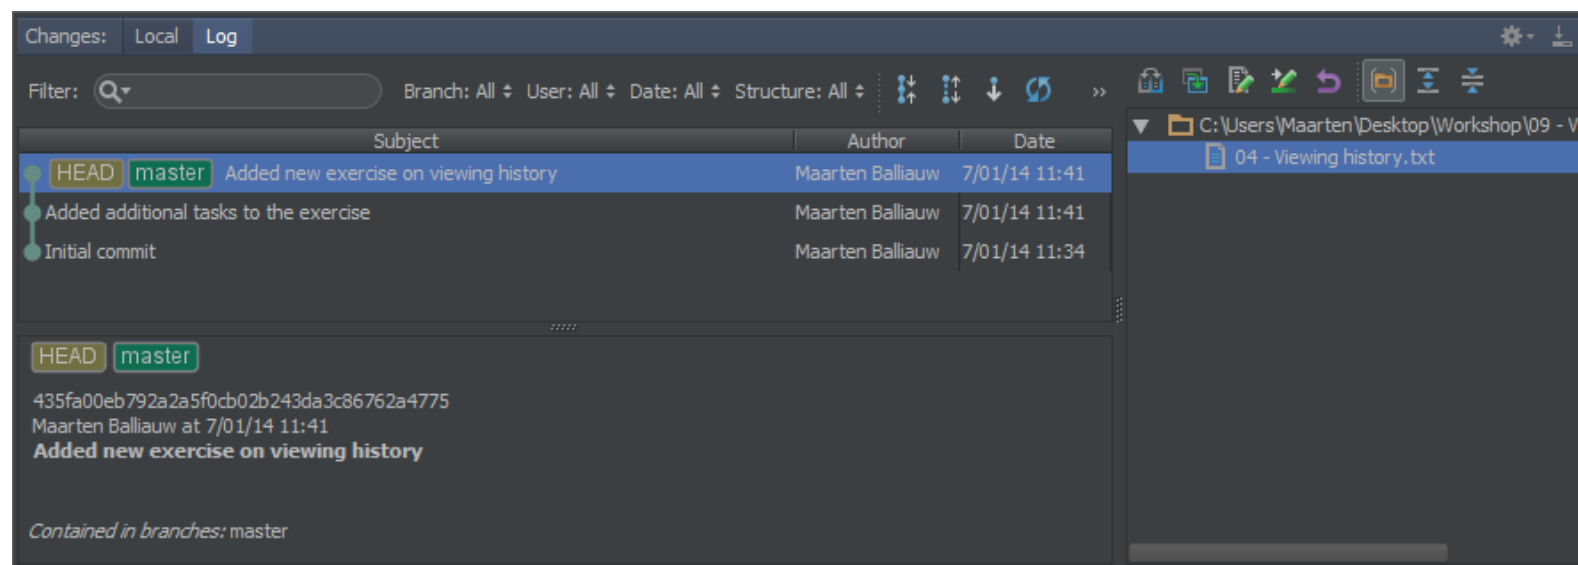 Changes: Local Log
Filter: Branch: All User: All Date: All Structure: All »
Subject Author Date
HEAD master Added new exercise on viewing history Maarten Balliauw 7/01/14 11:41
Added additional tasks to the exercise Maarten Balliauw 7/01/14 11:41
Initial commit Maarten Balliauw 7/01/14 11:34
HEAD master
435fa00eb792a2a5f0cb02b243da3c86762a4775
Maarten Balliauw at 7/01/14 11:41
Added new exercise on viewing history
Contained in branches: master
C:\Users\Maarten\Desktop\Workshop\09 - V
04 - Viewing history.txt